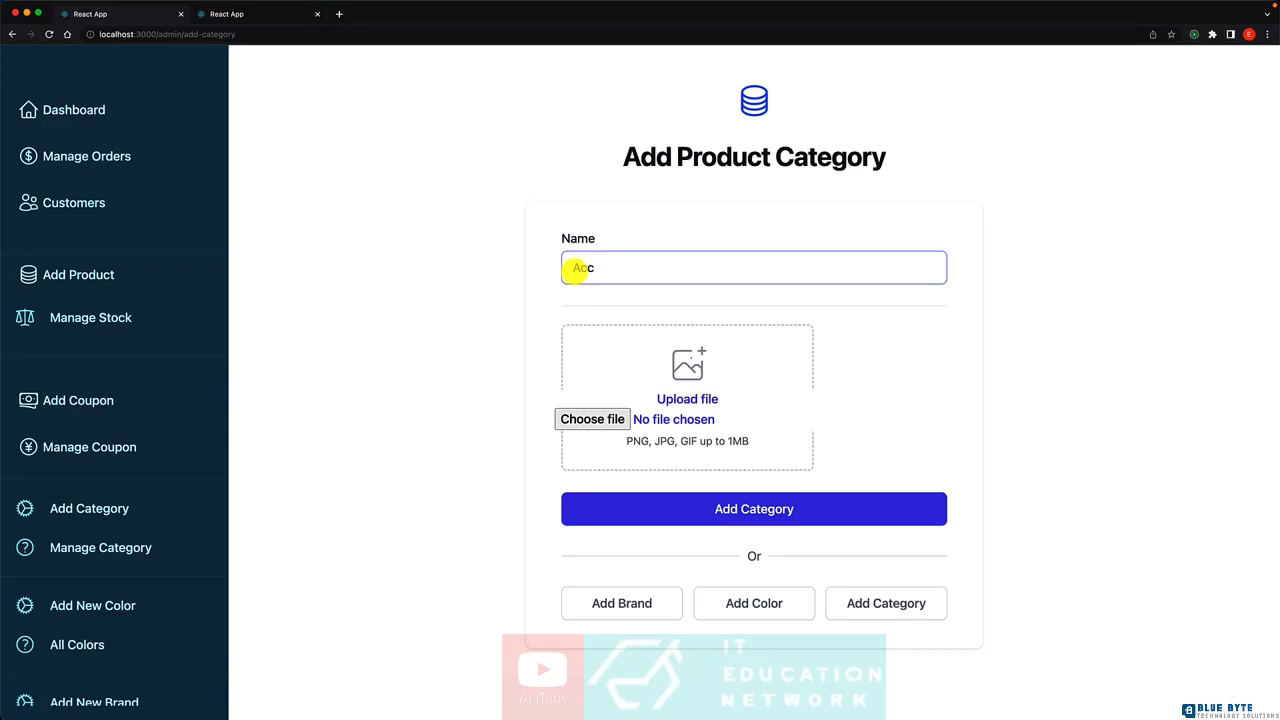 React App
React App
localhost:3000/admin/add-category
E
Dashboard
Manage Orders
Customers
Add Product
Manage Stock
Add Coupon
Manage Coupon
Add Category
Manage Category
Add New Color
All Colors
Add New Brand
Add Product Category
Name
Acc
Upload file
Choose file No file chosen
PNG, JPG, GIF up to 1MB
Add Category
Or
Add Brand
Add Color
Add Category
YouTube
IT
EDUCATION
NETWORK
BLUE BYTE
TECHNOLOGY SOLUTIONS